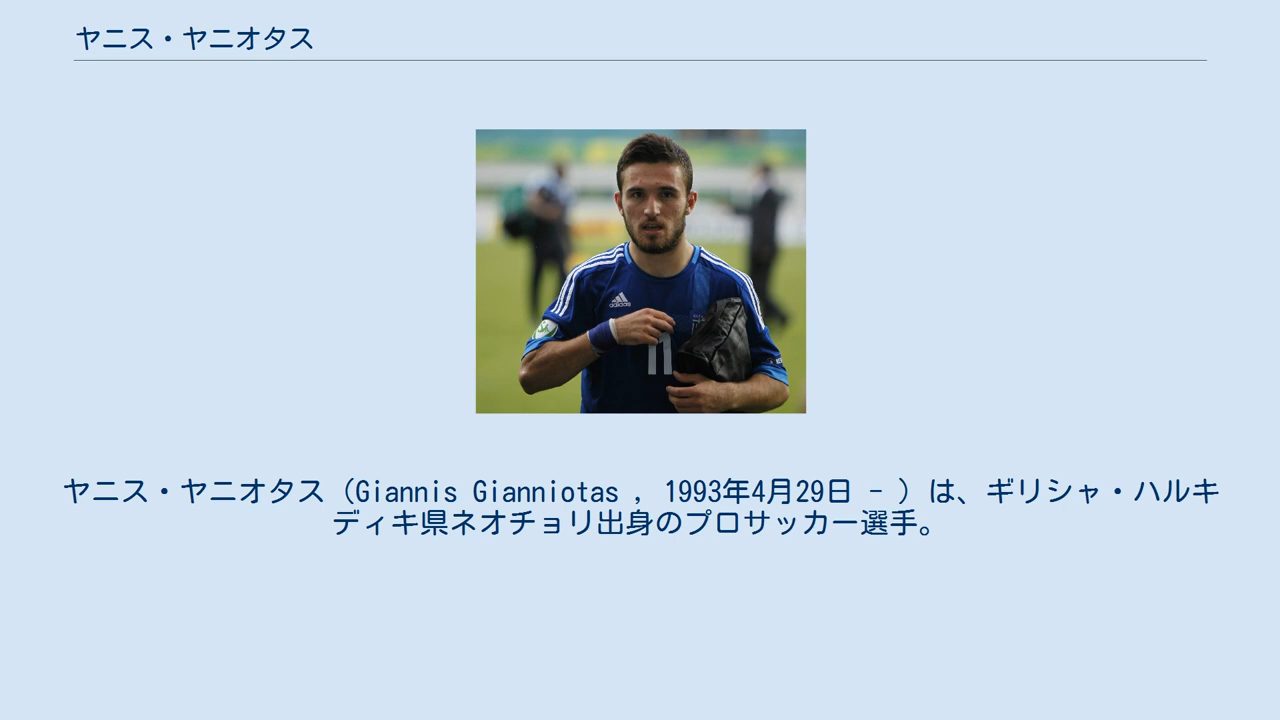 ヤニス・ヤニオタス
adidas
11
ヤニス・ヤニオタス（Giannis Gianniotas , 1993年4月29日 - ）は、ギリシャ・ハルキ
ディキ県ネオチョリ出身のプロサッカー選手。